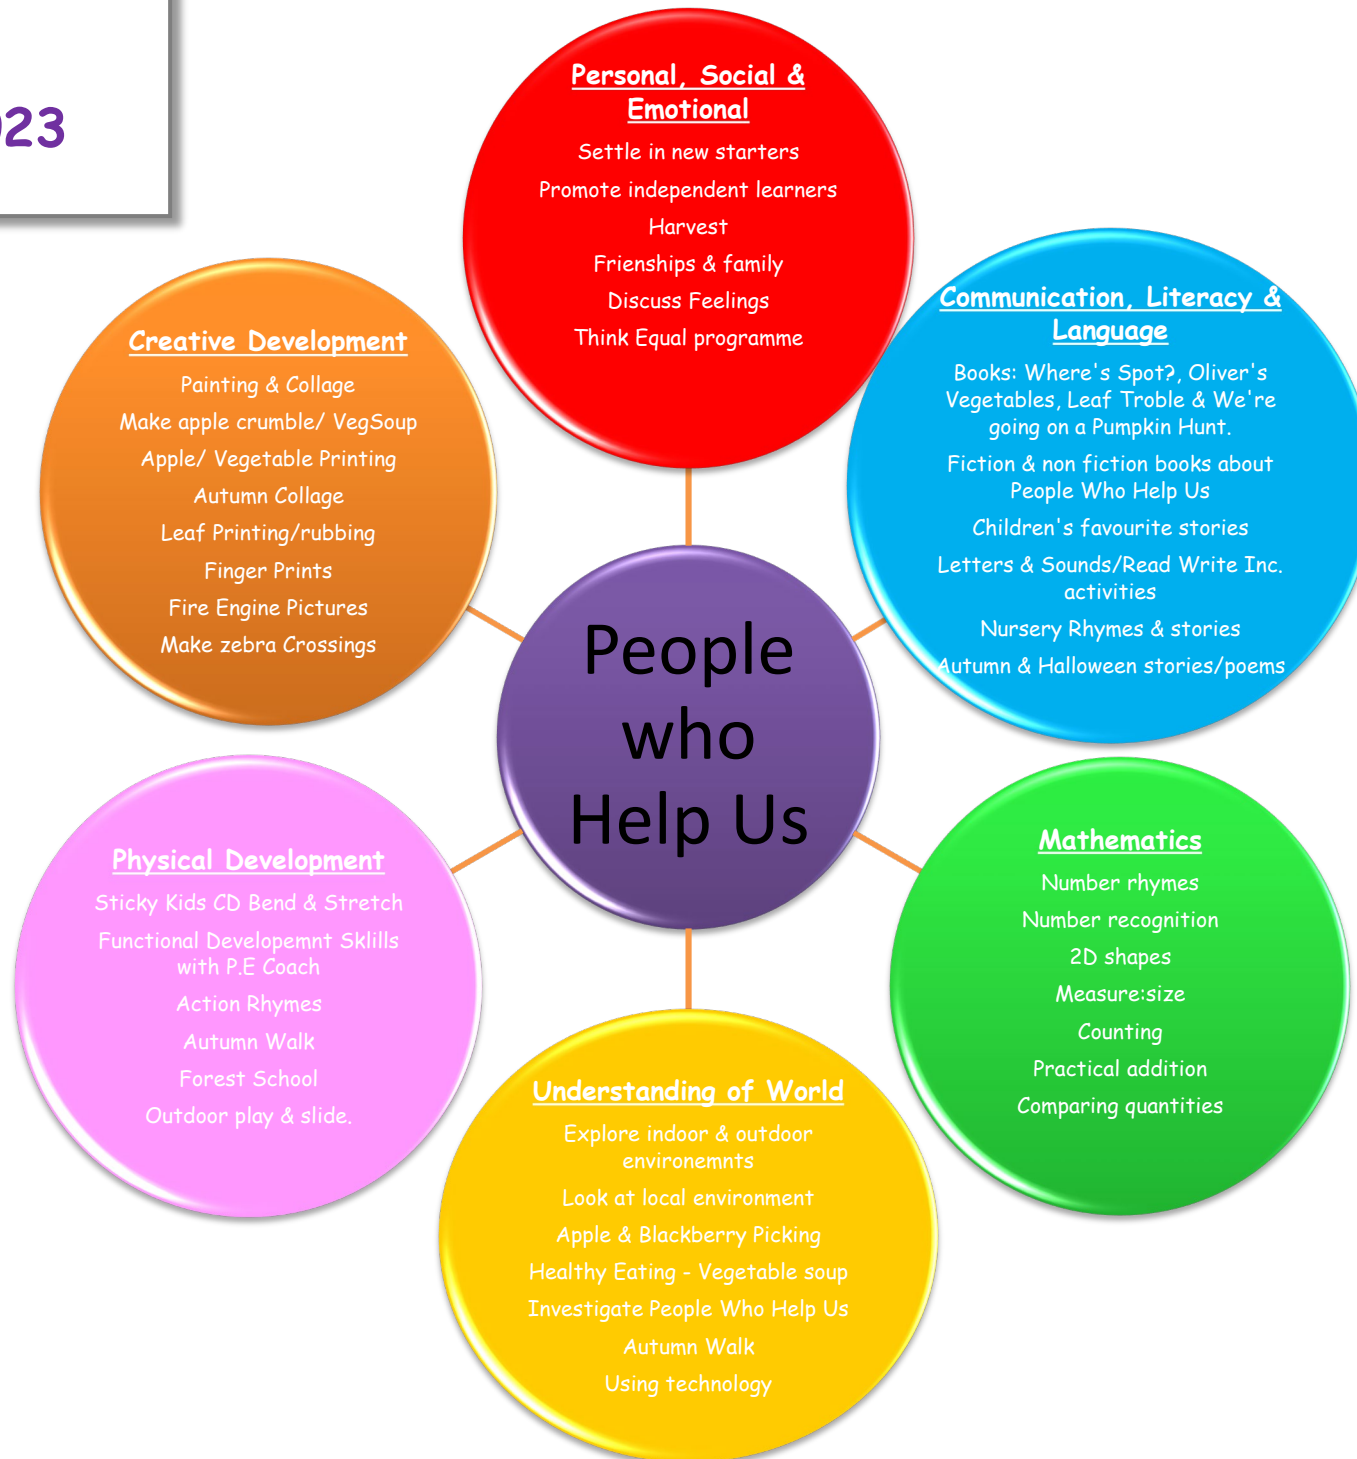 023
Personal, Social &
Emotional
Settle in new starters
Promote independent learners
Harvest
Frienships & family
Discuss Feelings
Think Equal programme
Communication, Literacy &
Language
Books: Where's Spot?, Oliver's
Vegetables, Leaf Troble & We're
going on a Pumpkin Hunt.
Fiction & non fiction books about
People Who Help Us
Children's favourite stories
Letters & Sounds/Read Write Inc.
activities
Nursery Rhymes & stories
Autumn & Halloween stories/poems
Creative Development
Painting & Collage
Make apple crumble/ VegSoup
Apple/ Vegetable Printing
Autumn Collage
Leaf Printing/rubbing
Finger Prints
Fire Engine Pictures
Make zebra Crossings
People
who
Help Us
Physical Development
Sticky Kids CD Bend & Stretch
Functional Developemnt Sklills
with P.E Coach
Action Rhymes
Autumn Walk
Forest School
Outdoor play & slide.
Mathematics
Number rhymes
Number recognition
2D shapes
Measure:size
Counting
Practical addition
Comparing quantities
Understanding of World
Explore indoor & outdoor
environemnts
Look at local environment
Apple & Blackberry Picking
Healthy Eating - Vegetable soup
Investigate People Who Help Us
Autumn Walk
Using technology